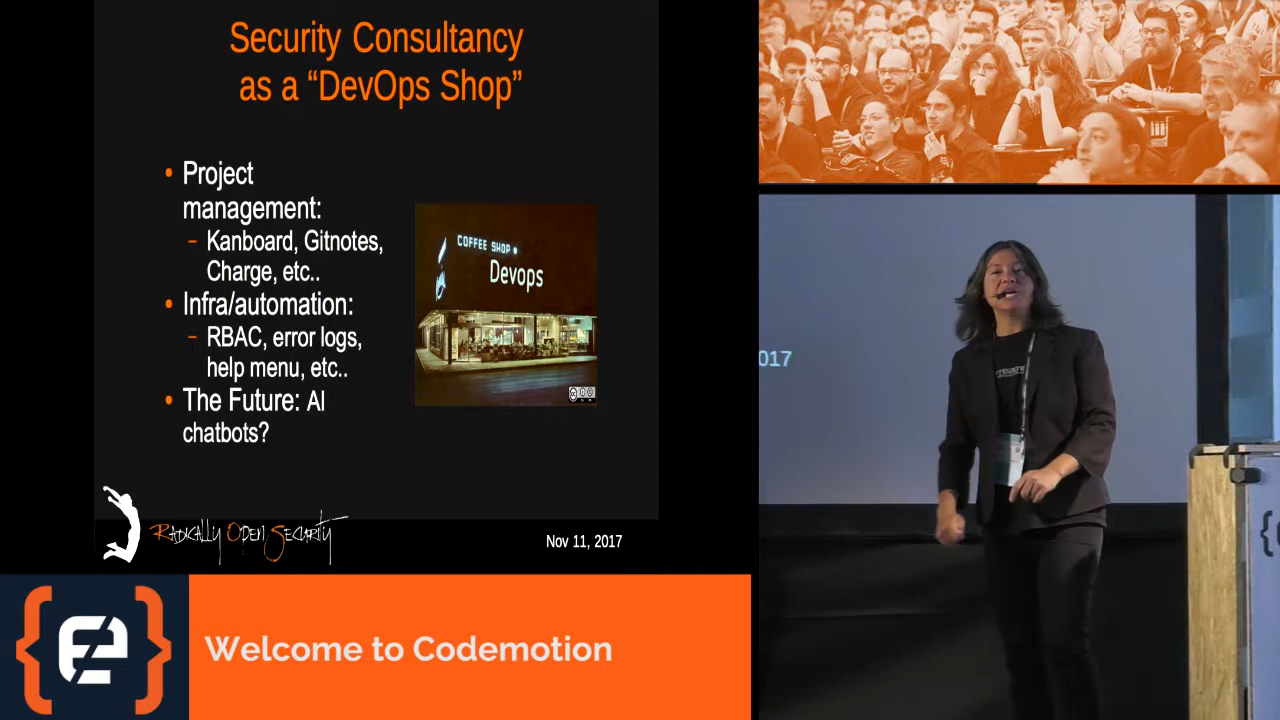 Security Consultancy
as a “DevOps Shop”
• Project
management:
– Kanboard, Gitnotes,
Charge, etc..
• Infra/automation:
– RBAC, error logs,
help menu, etc..
• The Future: AI
chatbots?
COFFEE SHOP
Devops
Radically Open Security
Nov 11, 2017
Welcome to Codemotion
017